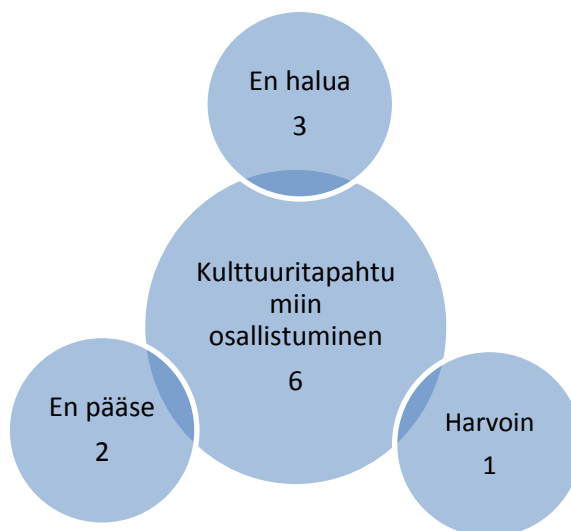 En halua
3
Kulttuuritapahtu
miin
osallistuminen
6
En pääse
2
Harvoin
1